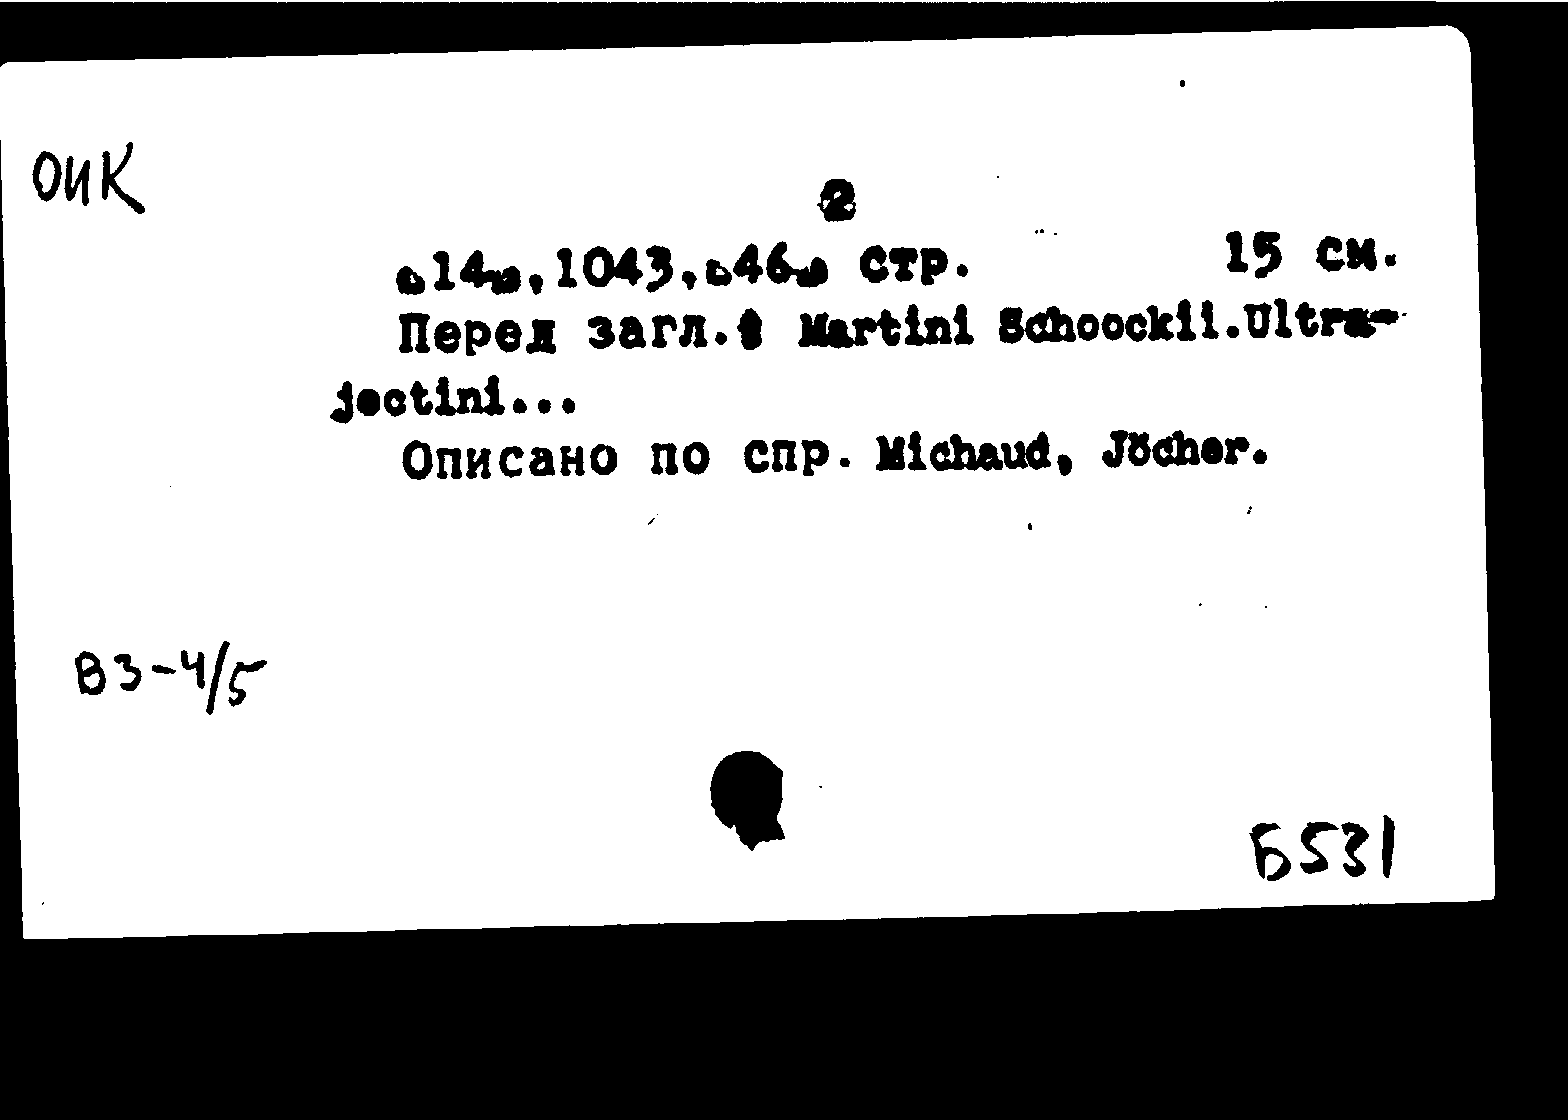 ОИК
2
[14], 1043, [46] стр. 15 см.
Перед загл.: Martini Schoockii. Ultra-
jectini...
Описано по спр. Michaud, Jöcher.
В3-4/5
Б531